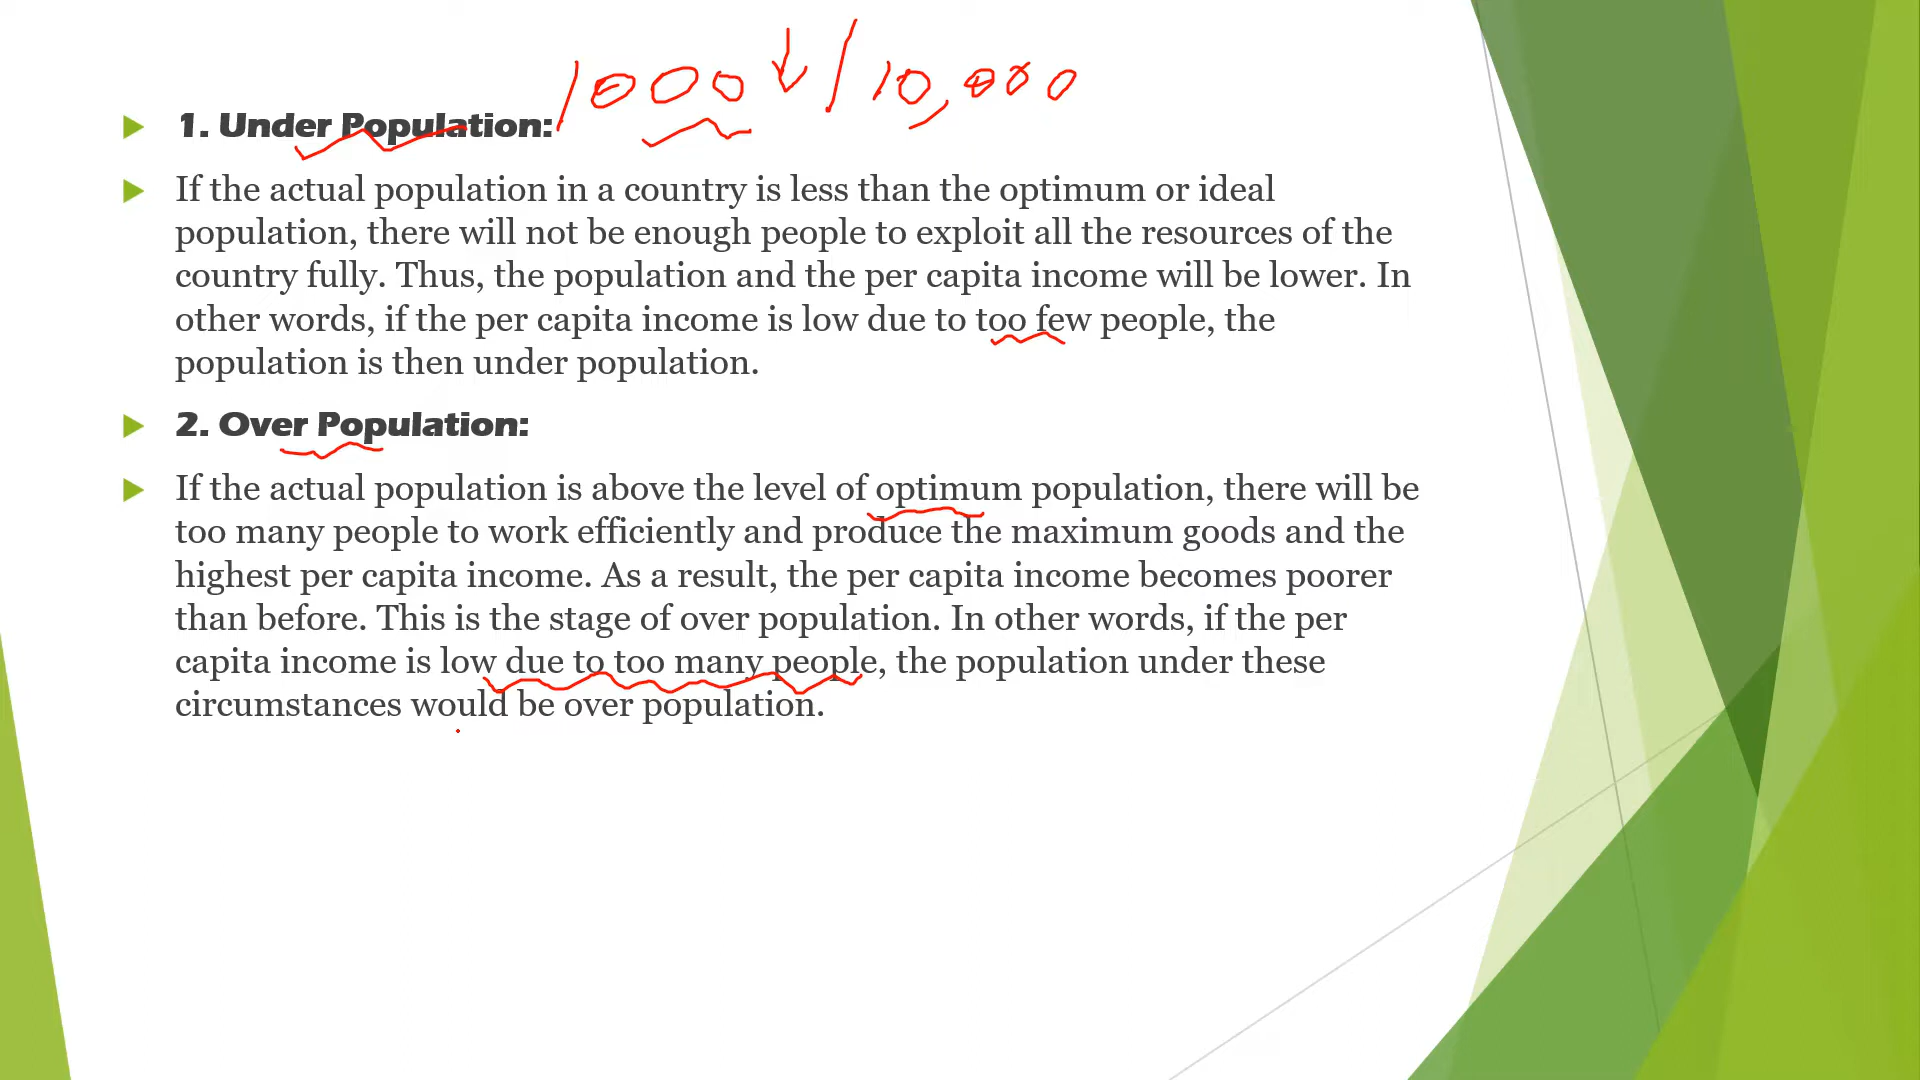 1000 ↓ / 10,000
1. Under Population:
If the actual population in a country is less than the optimum or ideal
population, there will not be enough people to exploit all the resources of the
country fully. Thus, the population and the per capita income will be lower. In
other words, if the per capita income is low due to too few people, the
population is then under population.
2. Over Population:
If the actual population is above the level of optimum population, there will be
too many people to work efficiently and produce the maximum goods and the
highest per capita income. As a result, the per capita income becomes poorer
than before. This is the stage of over population. In other words, if the per
capita income is low due to too many people, the population under these
circumstances would be over population.